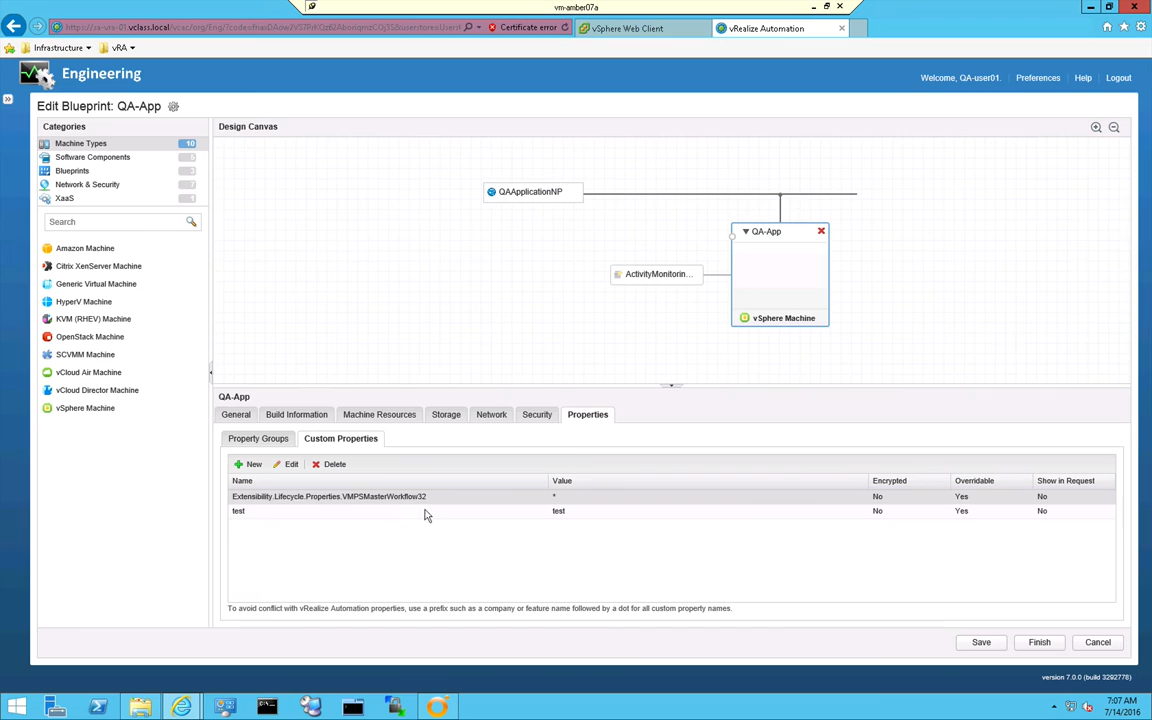 vm-amber07a
Certificate error
vSphere Web Client
vRealize Automation
Infrastructure
vRA
Engineering
Welcome, QA-user01.
Preferences
Help
Logout
Edit Blueprint: QA-App
Categories
Machine Types 10
Software Components
Blueprints
Network & Security
XaaS
Search
Amazon Machine
Citrix XenServer Machine
Generic Virtual Machine
HyperV Machine
KVM (RHEV) Machine
OpenStack Machine
SCVMM Machine
vCloud Air Machine
vCloud Director Machine
vSphere Machine
Design Canvas
QAApplicationNP
QA-App
ActivityMonitorin...
vSphere Machine
QA-App
General Build Information Machine Resources Storage Network Security Properties
Property Groups Custom Properties
New Edit Delete
Name Value Encrypted Overridable Show in Request
Extensibility.Lifecycle.Properties.VMPSMasterWorkflow32 * No Yes No
test test No Yes No
To avoid conflict with vRealize Automation properties, use a prefix such as a company or feature name followed by a dot for all custom property names.
Save Finish Cancel
version 7.0.0 (build 3292778)
7:07 AM
7/14/2016